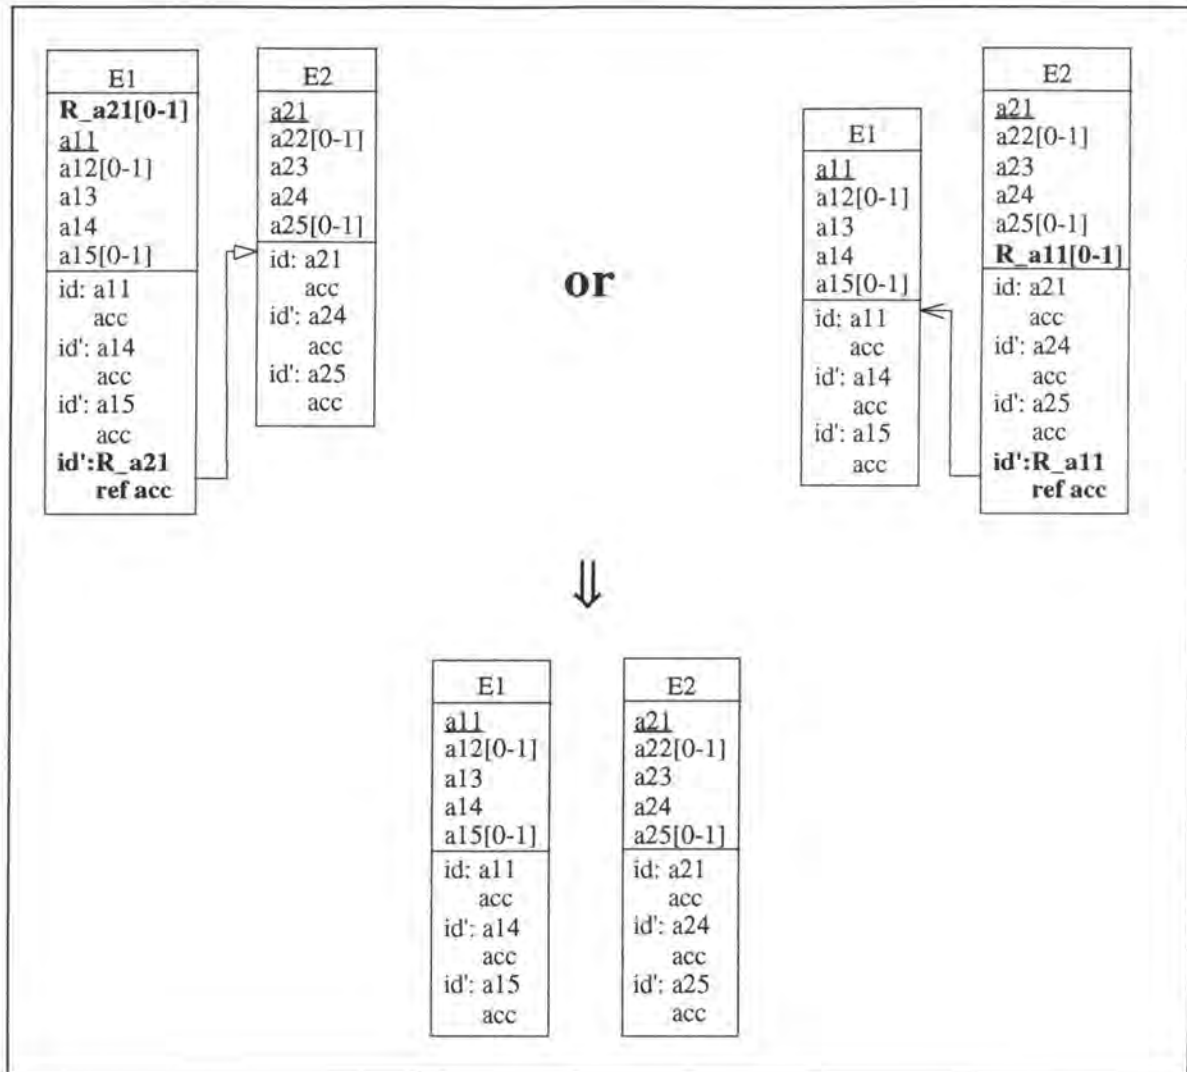 E1
R_a21[0-1]
a11
a12[0-1]
a13
a14
a15[0-1]
id: a11
acc
id': a14
acc
id': a15
acc
id':R_a21
ref acc
E2
a21
a22[0-1]
a23
a24
a25[0-1]
id: a21
acc
id': a24
acc
id': a25
acc
or
E1
a11
a12[0-1]
a13
a14
a15[0-1]
id: a11
acc
id': a14
acc
id': a15
acc
E2
a21
a22[0-1]
a23
a24
a25[0-1]
R_a11[0-1]
id: a21
acc
id': a24
acc
id': a25
acc
id':R_a11
ref acc
⇓
E1
a11
a12[0-1]
a13
a14
a15[0-1]
id: a11
acc
id': a14
acc
id': a15
acc
E2
a21
a22[0-1]
a23
a24
a25[0-1]
id: a21
acc
id': a24
acc
id': a25
acc